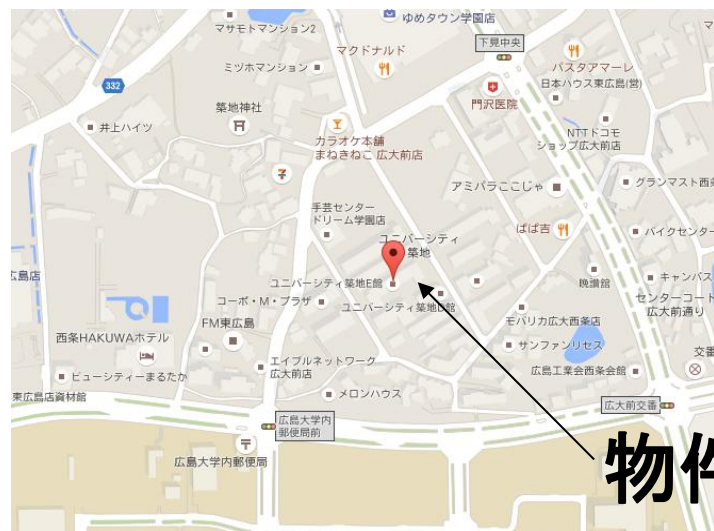 ゆめタウン学園店
マサモトマンション2
下見中央
マクドナルド
パスタアマーレ
ミツホマンション
日本ハウス東広島(営)
332
門沢医院
築地神社
井上ハイツ
カラオケ本舗
まねきねこ 広大前店
NTTドコモ
ショップ広大前店
アミパラここじゃ
グランマスト西条
手芸センター
ドリーム学園店
ばば吉
バイクセンター
ユニバーシティ
築地
広島店
ユニバーシティ築地E館
晩讃館
キャンパス
コーポ・M・プラザ
ユニバーシティ築地B館
センターコート
広大前通り
FM東広島
モバリカ広大西条店
西条HAKUWAホテル
サンファンリセス
交番
エイブルネットワーク
広大前店
ビューシティーまるたか
広島工業会西条会館
東広島店資材館
メロンハウス
広大前交番
広島大学内
郵便局前
広島大学内郵便局
物件